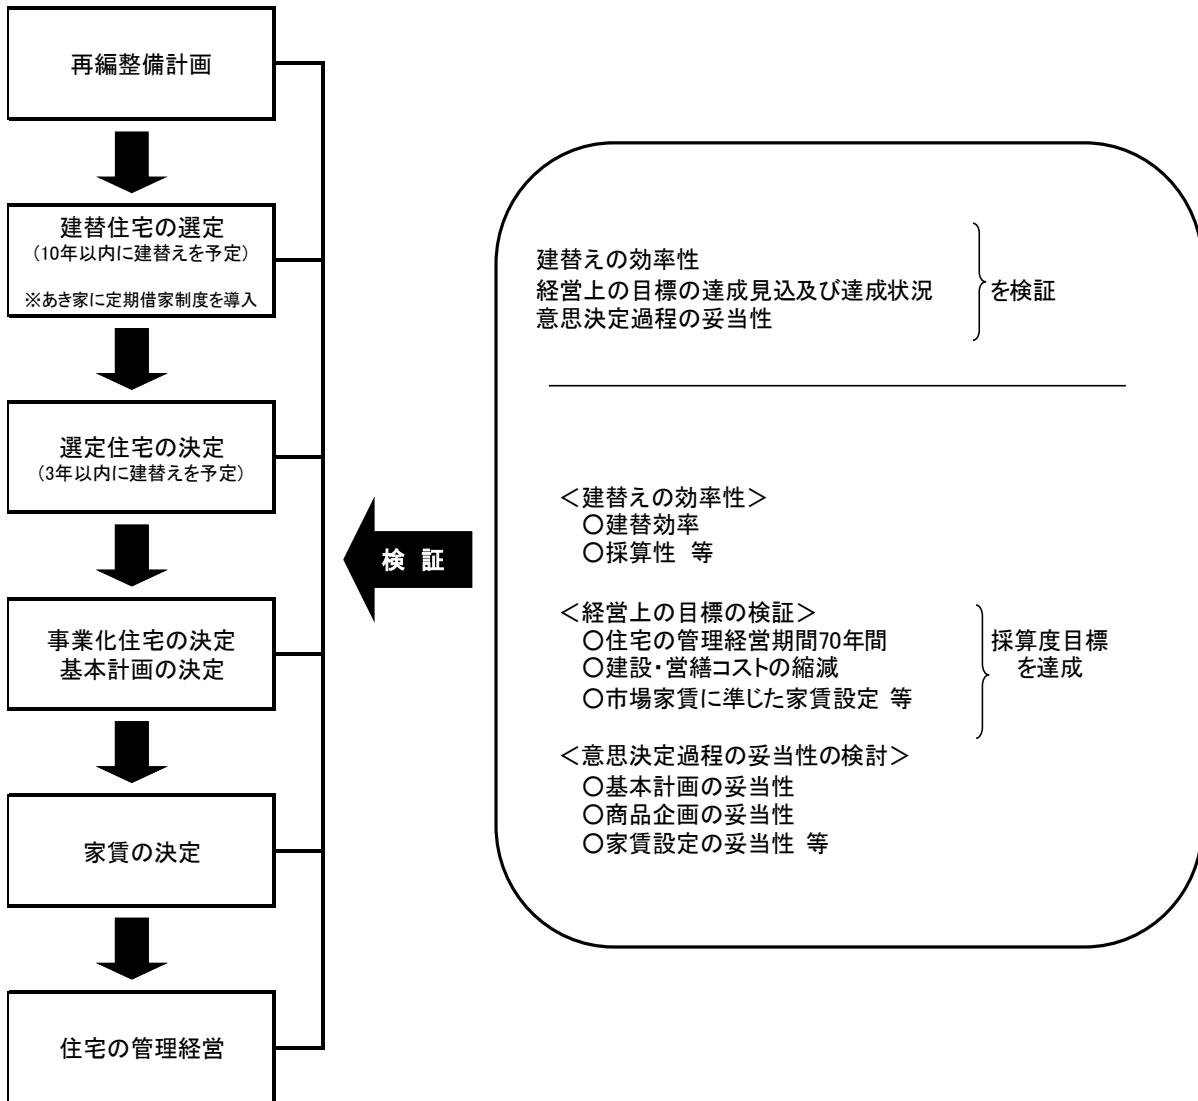 再編整備計画
建替住宅の選定
(10年以内に建替えを予定)
※あき家に定期借家制度を導入
選定住宅の決定
(3年以内に建替えを予定)
事業化住宅の決定
基本計画の決定
家賃の決定
住宅の管理経営
検 証
建替えの効率性
経営上の目標の達成見込及び達成状況
意思決定過程の妥当性
を検証
＜建替えの効率性＞
○建替効率
○採算性 等
＜経営上の目標の検証＞
○住宅の管理経営期間70年間
○建設・営繕コストの縮減
○市場家賃に準じた家賃設定 等
採算度目標
を達成
＜意思決定過程の妥当性の検討＞
○基本計画の妥当性
○商品企画の妥当性
○家賃設定の妥当性 等